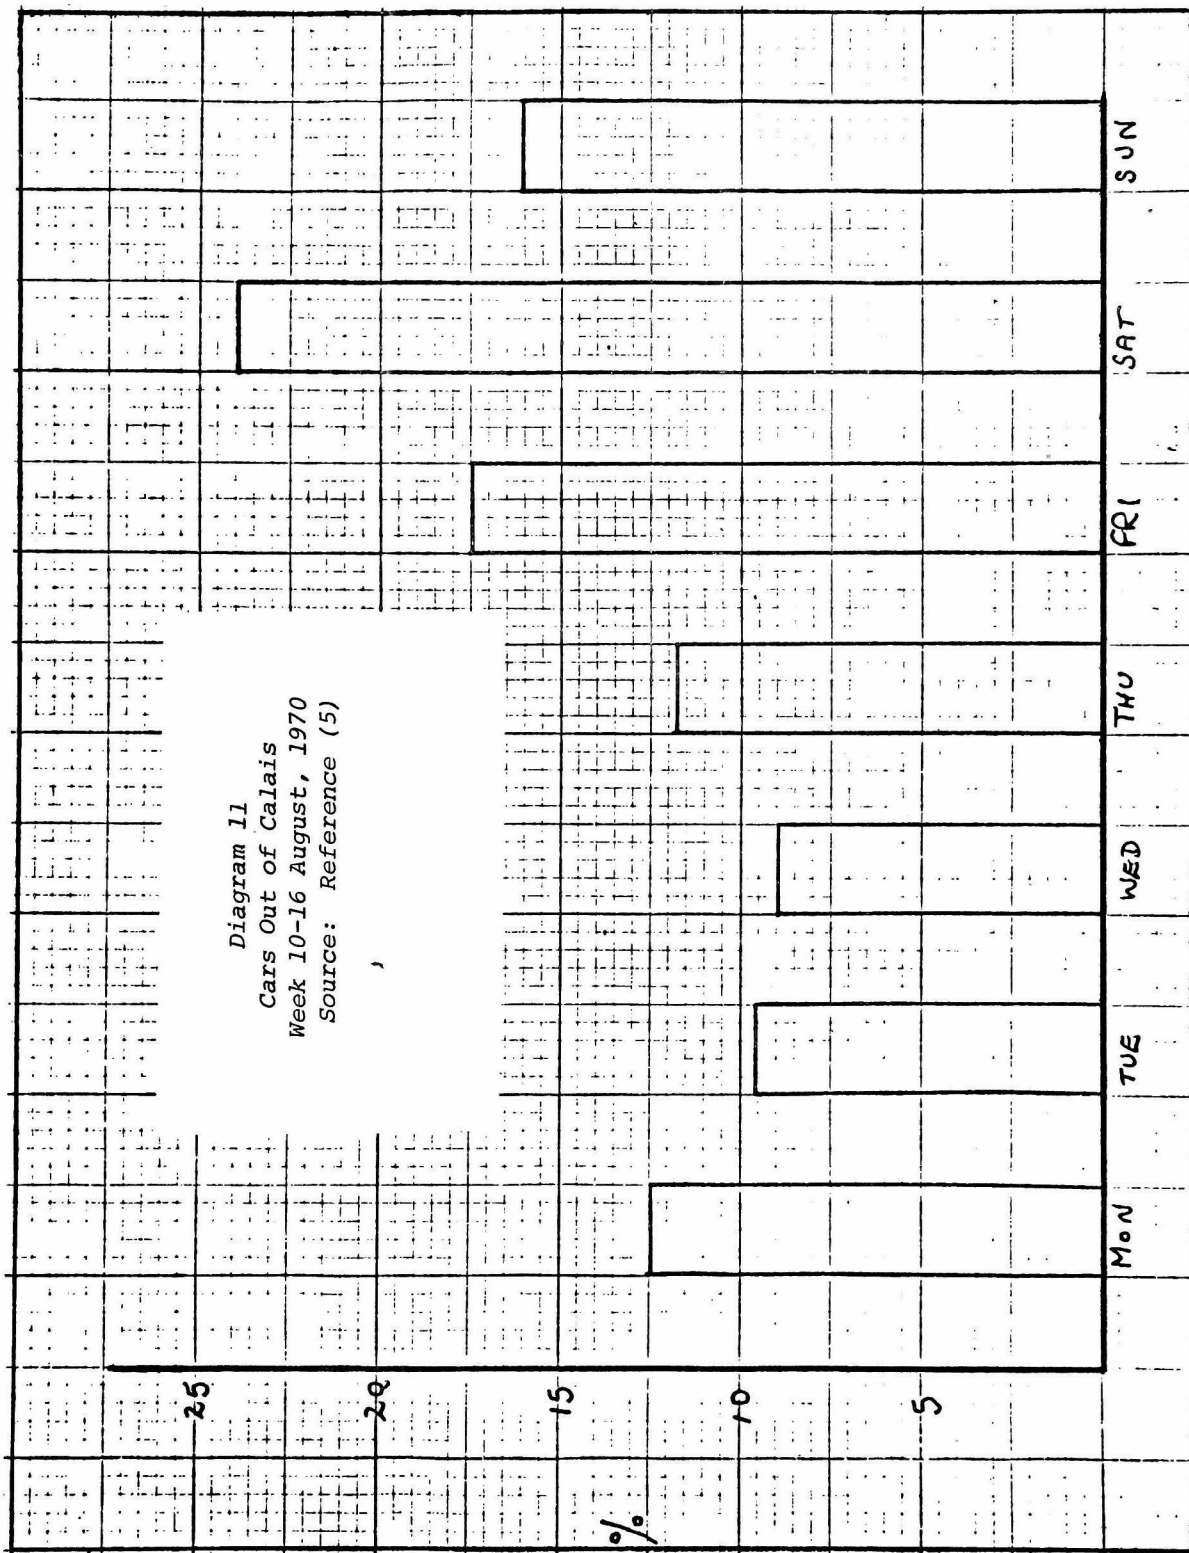 Diagram 11
Cars Out of Calais
Week 10-16 August, 1970
Source: Reference (5)
25
20
15
10
5
%
MON
TUE
WED
THU
FRI
SAT
SUN